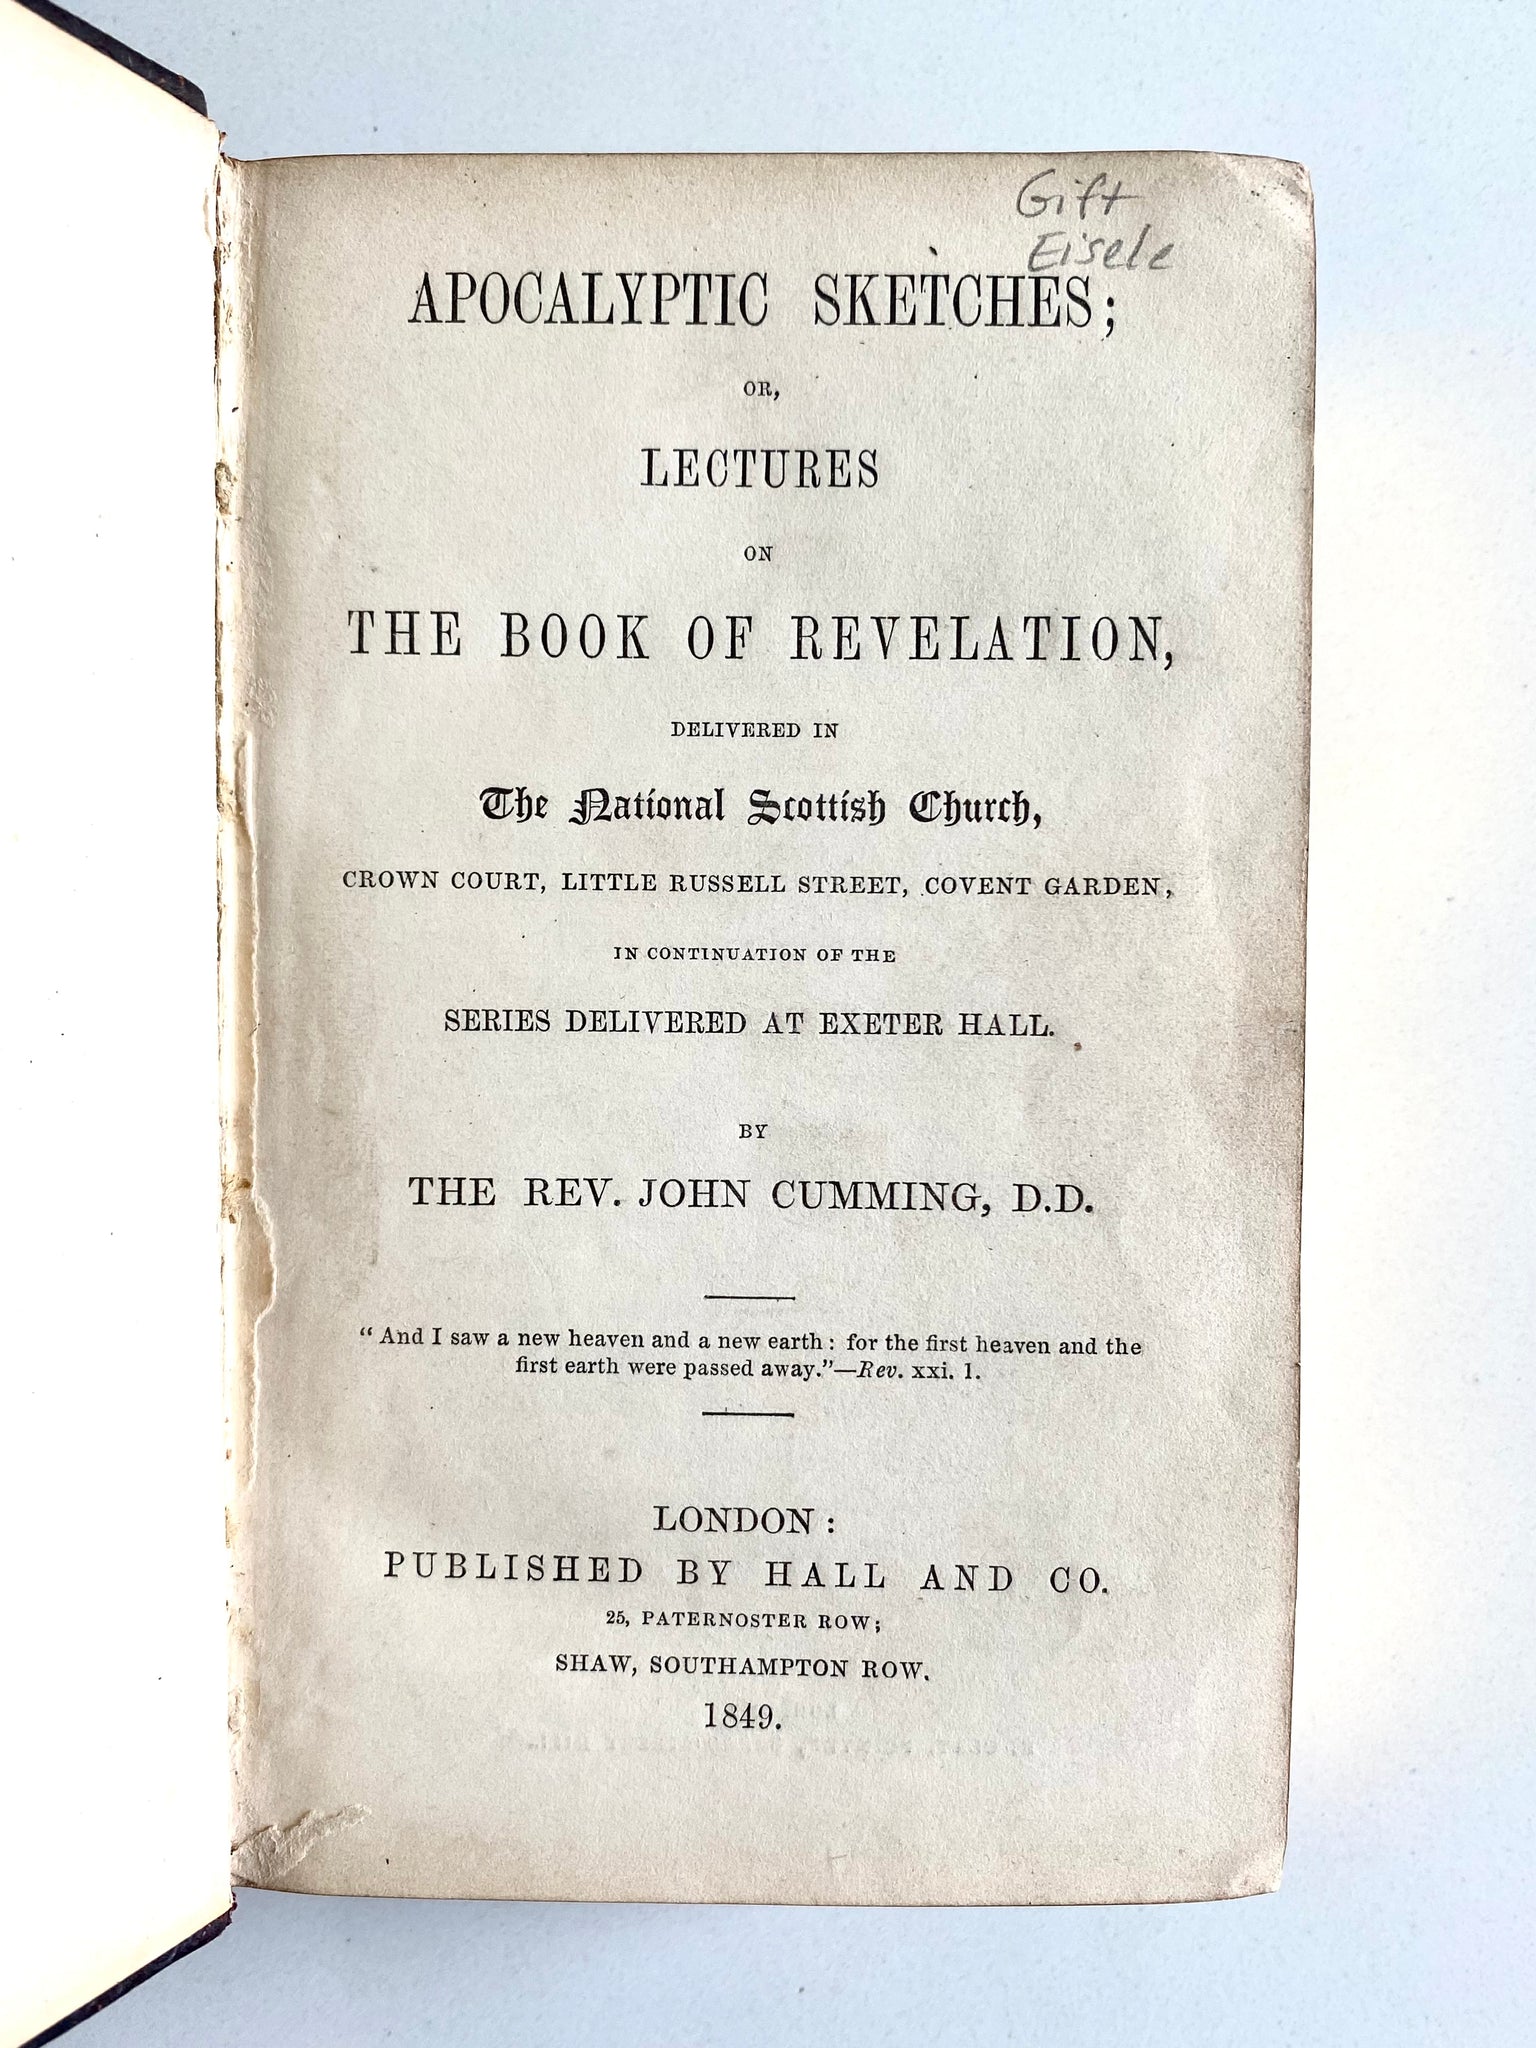 Gift
Eisele
APOCALYPTIC SKETCHES;
OR,
LECTURES
ON
THE BOOK OF REVELATION,
DELIVERED IN
The National Scottish Church,
CROWN COURT, LITTLE RUSSELL STREET, COVENT GARDEN,
IN CONTINUATION OF THE
SERIES DELIVERED AT EXETER HALL.
BY
THE REV. JOHN CUMMING, D.D.
“And I saw a new heaven and a new earth: for the first heaven and the
first earth were passed away.”—Rev. xxi. 1.
LONDON:
PUBLISHED BY HALL AND CO.
25, PATERNOSTER ROW;
SHAW, SOUTHAMPTON ROW.
1849.